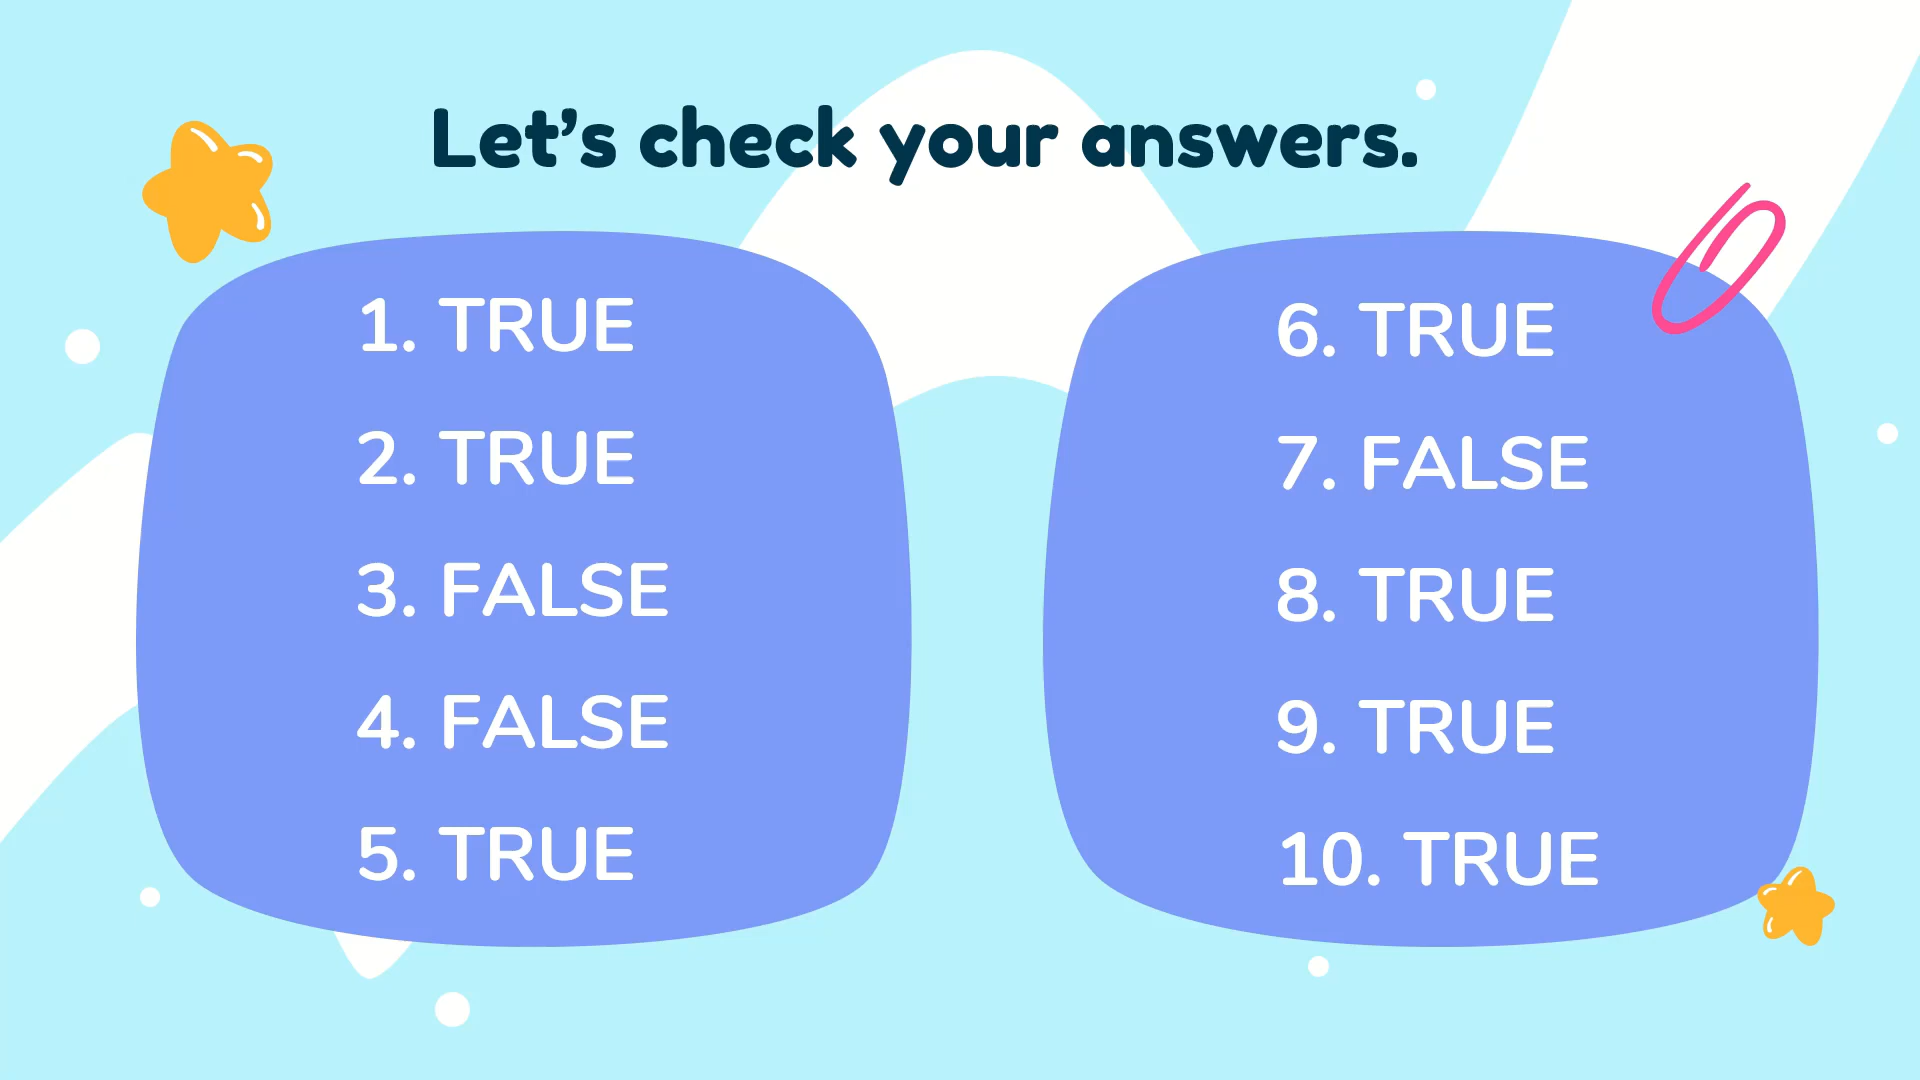 Let’s check your answers.
1. TRUE
2. TRUE
3. FALSE
4. FALSE
5. TRUE
6. TRUE
7. FALSE
8. TRUE
9. TRUE
10. TRUE